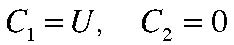 C₁ = U, C₂ = 0